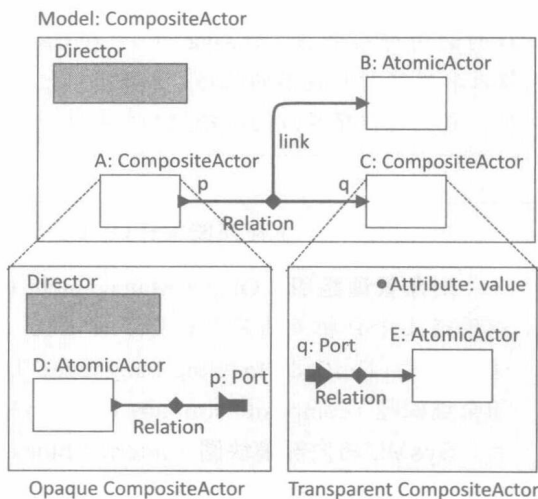 Model: CompositeActor
Director
B: AtomicActor
link
A: CompositeActor
C: CompositeActor
p
q
Relation
Director
Attribute: value
D: AtomicActor
p: Port
Relation
q: Port
E: AtomicActor
Relation
Opaque CompositeActor
Transparent CompositeActor